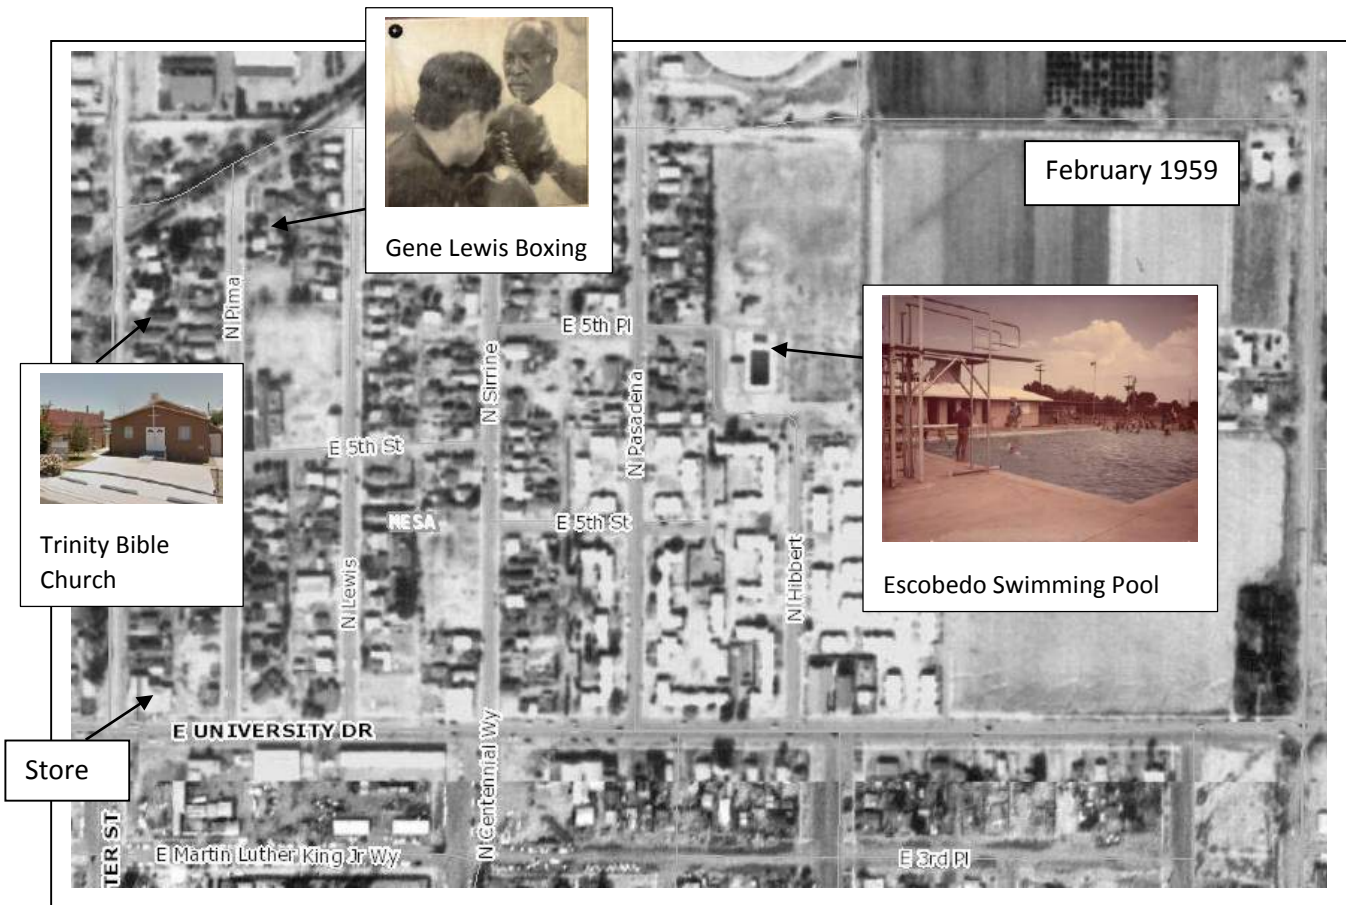 February 1959
Gene Lewis Boxing
N Pima
E 5th Pl
N Sirrine
N Pasadena
E 5th St
MESA
E 5th St
Trinity Bible
Church
N Lewis
N Hibbert
Escobedo Swimming Pool
E UNIVERSITY DR
Store
N Centennial Wy
TER ST
E Martin Luther King Jr Wy
E 3rd Pl